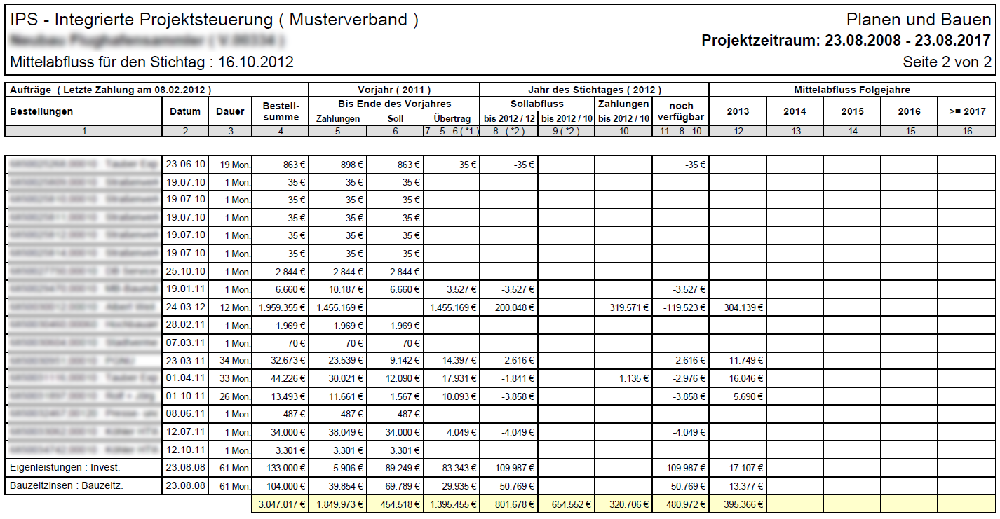 IPS - Integrierte Projektsteuerung ( Musterverband ) Planen und Bauen
Projektzeitraum: 23.08.2008 - 23.08.2017
Mittelabfluss für den Stichtag : 16.10.2012 Seite 2 von 2
Aufträge ( Letzte Zahlung am 08.02.2012 ) Vorjahr ( 2011 ) Jahr des Stichtages ( 2012 ) Mittelabfluss Folgejahre
Bestellungen Datum Dauer Bestell-summe Bis Ende des Vorjahres Sollabfluss Zahlungen noch verfügbar 2013 2014 2015 2016 >= 2017
Zahlungen Soll Übertrag bis 2012 / 12 bis 2012 / 10 bis 2012 / 10
1 2 3 4 5 6 7 = 5 - 6 ( *1 ) 8 ( *2 ) 9 ( *2 ) 10 11 = 8 - 10 12 13 14 15 16
23.06.10 19 Mon. 863 € 898 € 863 € 35 € -35 € -35 €
19.07.10 1 Mon. 35 € 35 € 35 €
19.07.10 1 Mon. 35 € 35 € 35 €
19.07.10 1 Mon. 35 € 35 € 35 €
19.07.10 1 Mon. 35 € 35 € 35 €
19.07.10 1 Mon. 35 € 35 € 35 €
25.10.10 1 Mon. 2.844 € 2.844 € 2.844 €
19.01.11 1 Mon. 6.660 € 10.187 € 6.660 € 3.527 € -3.527 € -3.527 €
24.03.12 12 Mon. 1.959.355 € 1.455.169 € 1.455.169 € 200.048 € 319.571 € -119.523 € 304.139 €
28.02.11 1 Mon. 1.969 € 1.969 € 1.969 €
07.03.11 1 Mon. 70 € 70 € 70 €
23.03.11 34 Mon. 32.673 € 23.539 € 9.142 € 14.397 € -2.616 € -2.616 € 11.749 €
01.04.11 33 Mon. 44.226 € 30.021 € 12.090 € 17.931 € -1.841 € 1.135 € -2.976 € 16.046 €
01.10.11 26 Mon. 13.493 € 11.661 € 1.567 € 10.093 € -3.858 € -3.858 € 5.690 €
08.06.11 1 Mon. 487 € 487 € 487 €
12.07.11 1 Mon. 34.000 € 38.049 € 34.000 € 4.049 € -4.049 € -4.049 €
12.10.11 1 Mon. 3.301 € 3.301 € 3.301 €
Eigenleistungen : Invest. 23.08.08 61 Mon. 133.000 € 5.906 € 89.249 € -83.343 € 109.987 € 109.987 € 17.107 €
Bauzeitzinsen : Bauzeitz. 23.08.08 61 Mon. 104.000 € 39.854 € 69.789 € -29.935 € 50.769 € 50.769 € 13.377 €
3.047.017 € 1.849.973 € 454.518 € 1.395.455 € 801.678 € 654.552 € 320.706 € 480.972 € 395.366 €